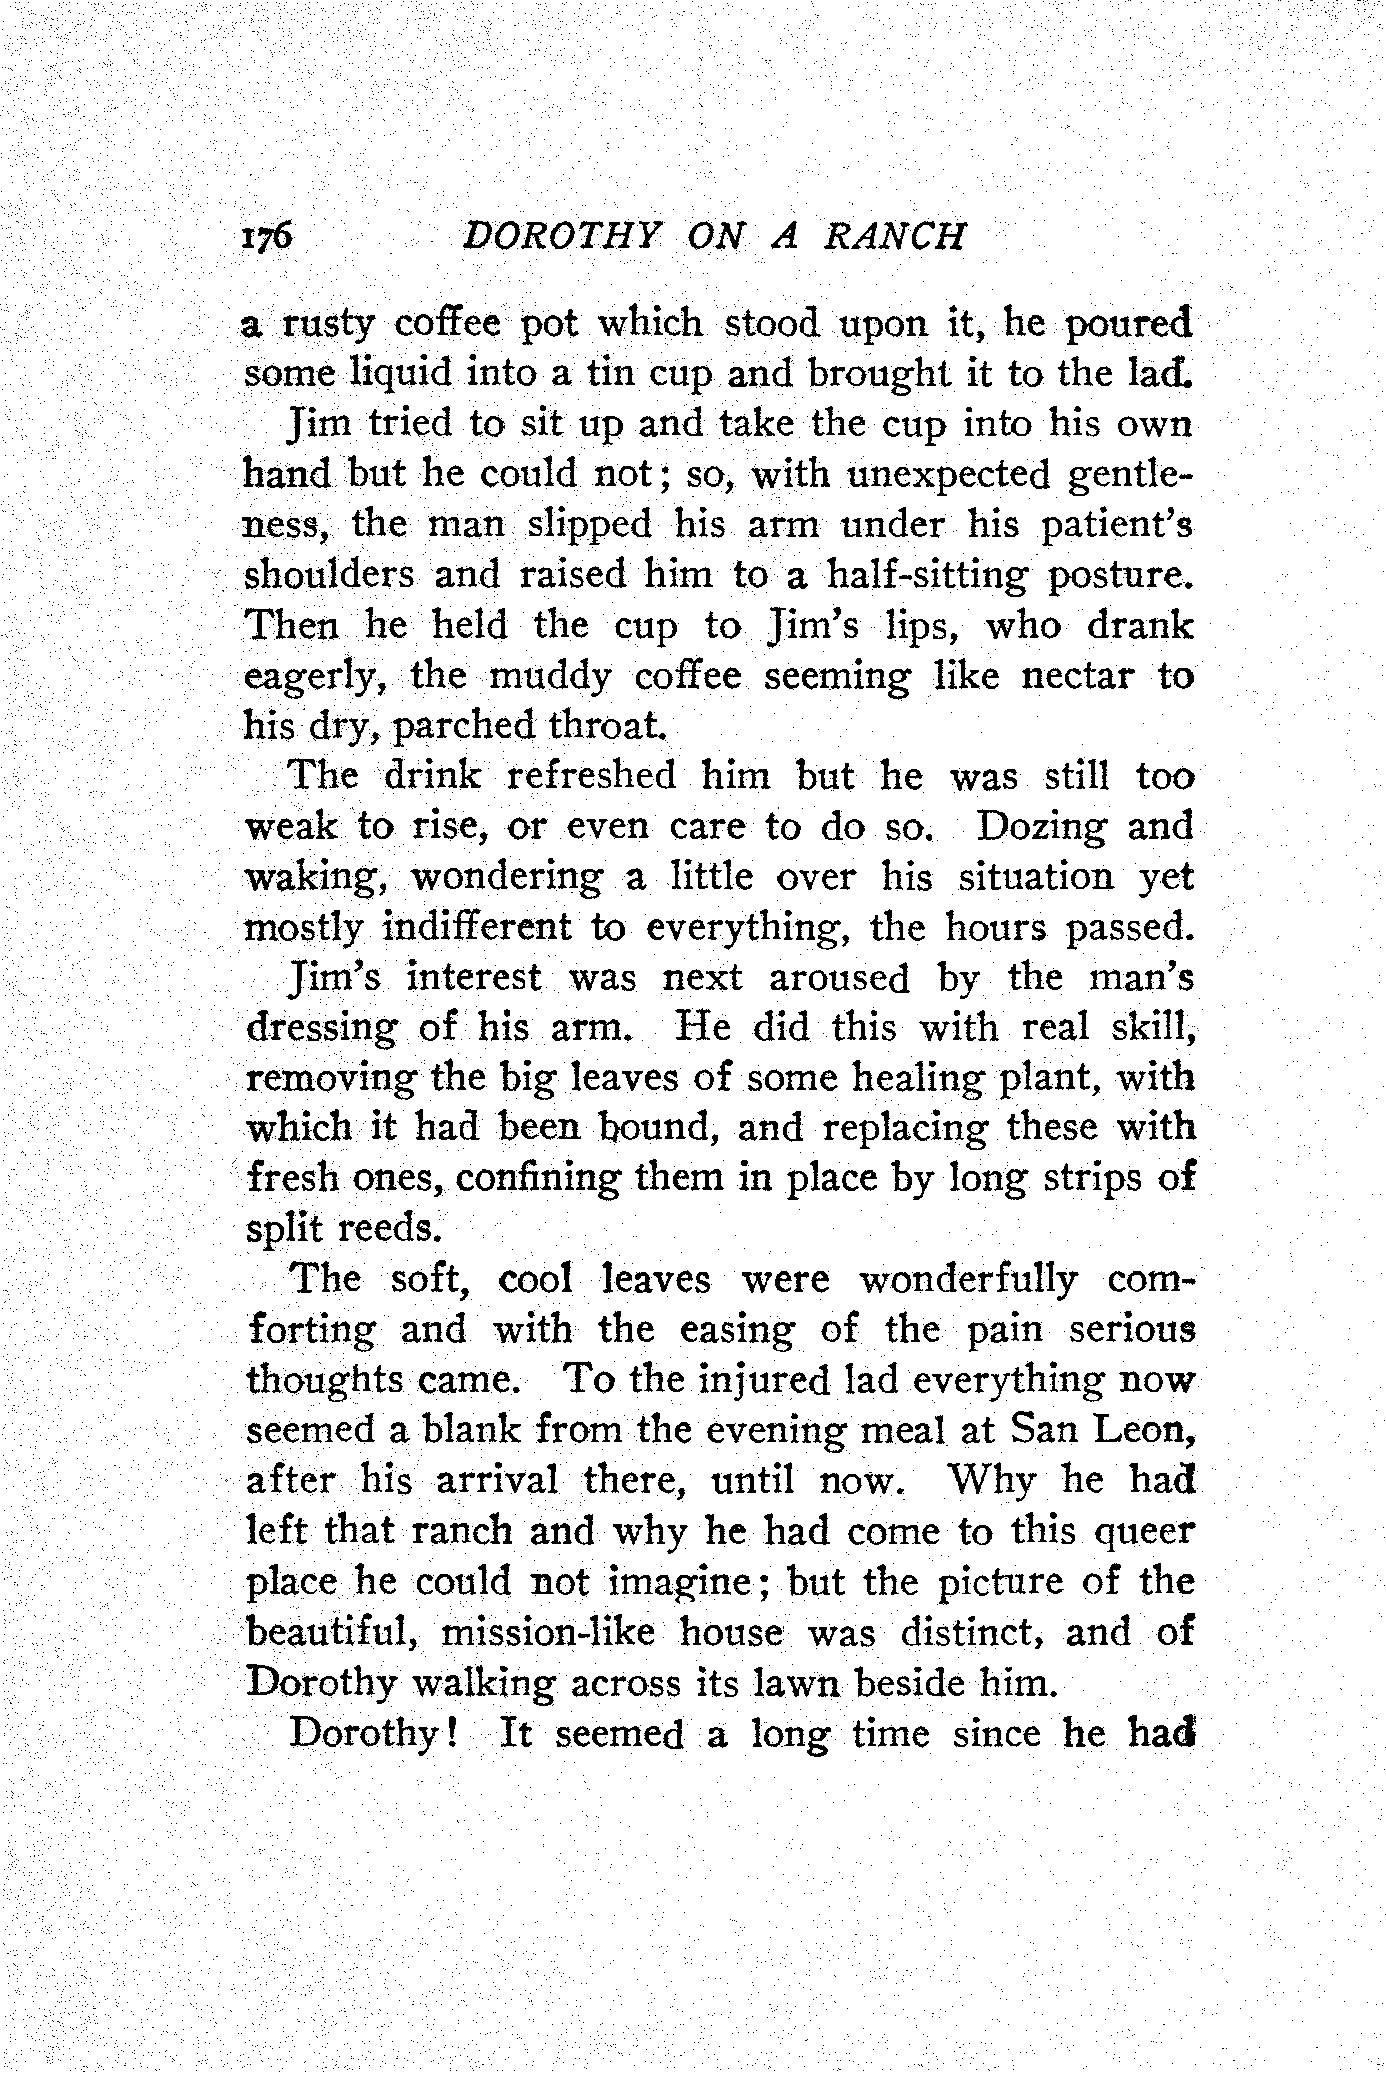 176 DOROTHY ON A RANCH
a rusty coffee pot which stood upon it, he poured
some liquid into a tin cup and brought it to the lad.
Jim tried to sit up and take the cup into his own
hand but he could not; so, with unexpected gentle-
ness, the man slipped his arm under his patient's
shoulders and raised him to a half-sitting posture.
Then he held the cup to Jim's lips, who drank
eagerly, the muddy coffee seeming like nectar to
his dry, parched throat.
The drink refreshed him but he was still too
weak to rise, or even care to do so. Dozing and
waking, wondering a little over his situation yet
mostly indifferent to everything, the hours passed.
Jim's interest was next aroused by the man's
dressing of his arm. He did this with real skill,
removing the big leaves of some healing plant, with
which it had been bound, and replacing these with
fresh ones, confining them in place by long strips of
split reeds.
The soft, cool leaves were wonderfully com-
forting and with the easing of the pain serious
thoughts came. To the injured lad everything now
seemed a blank from the evening meal at San Leon,
after his arrival there, until now. Why he had
left that ranch and why he had come to this queer
place he could not imagine; but the picture of the
beautiful, mission-like house was distinct, and of
Dorothy walking across its lawn beside him.
Dorothy! It seemed a long time since he had